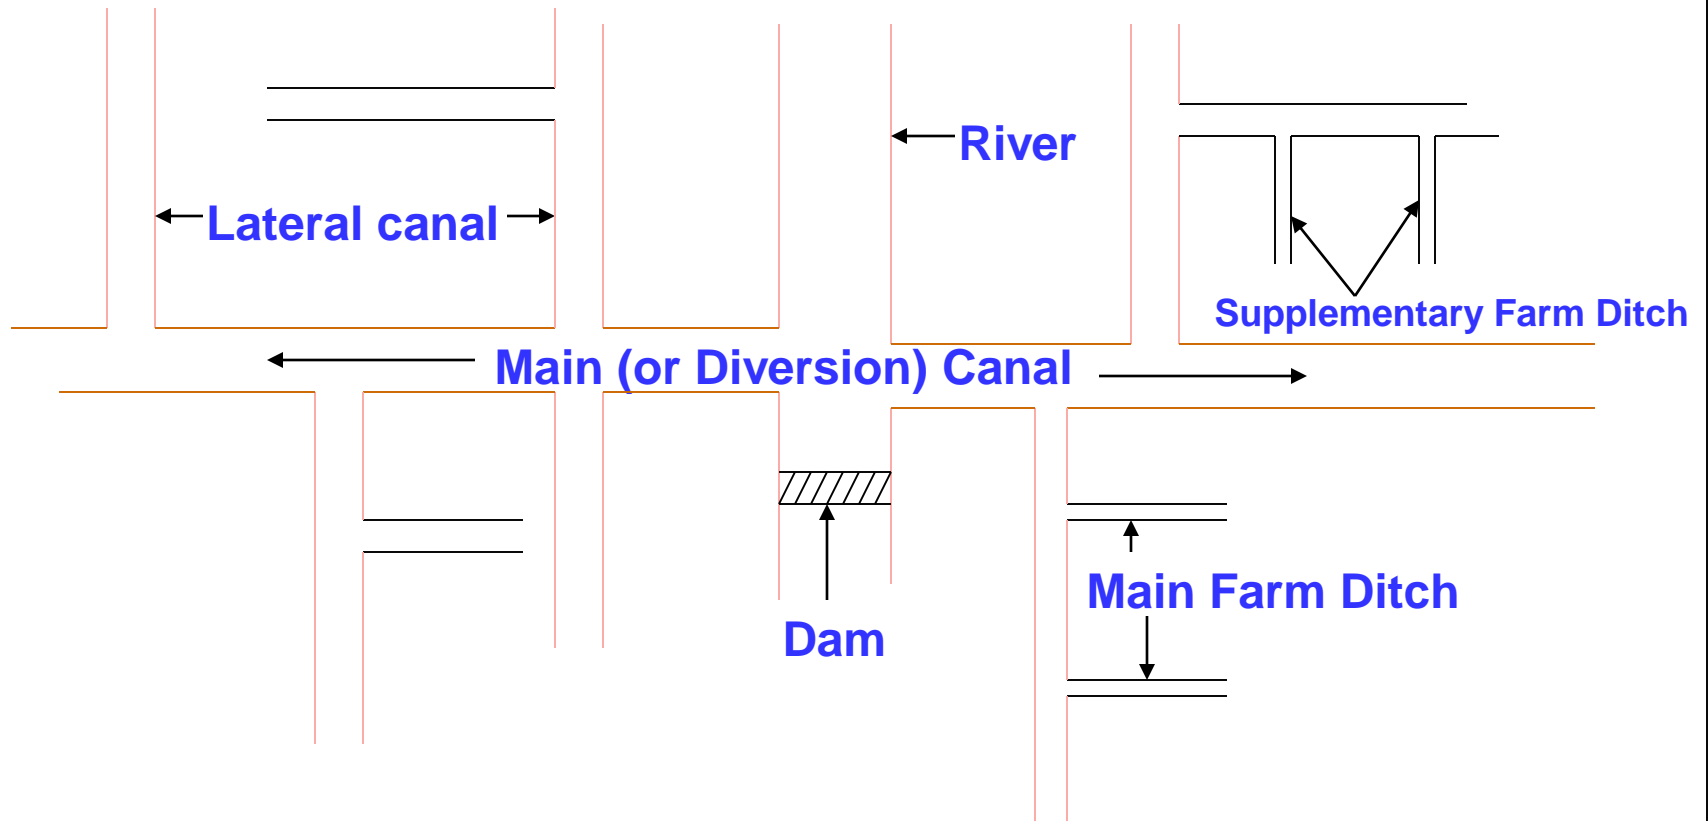 River
Lateral canal
Supplementary Farm Ditch
Main (or Diversion) Canal
Main Farm Ditch
Dam